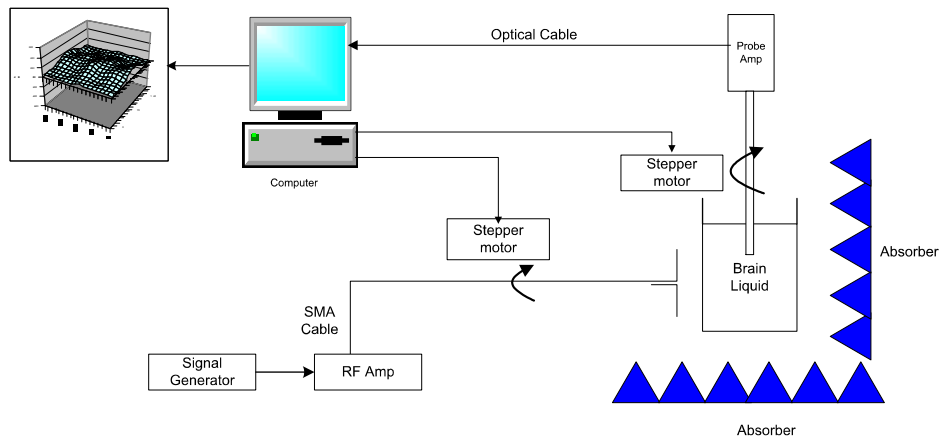 Optical Cable
Probe
Amp
Computer
Stepper
motor
Stepper
motor
Absorber
Brain
Liquid
SMA
Cable
Signal
Generator
RF Amp
Absorber